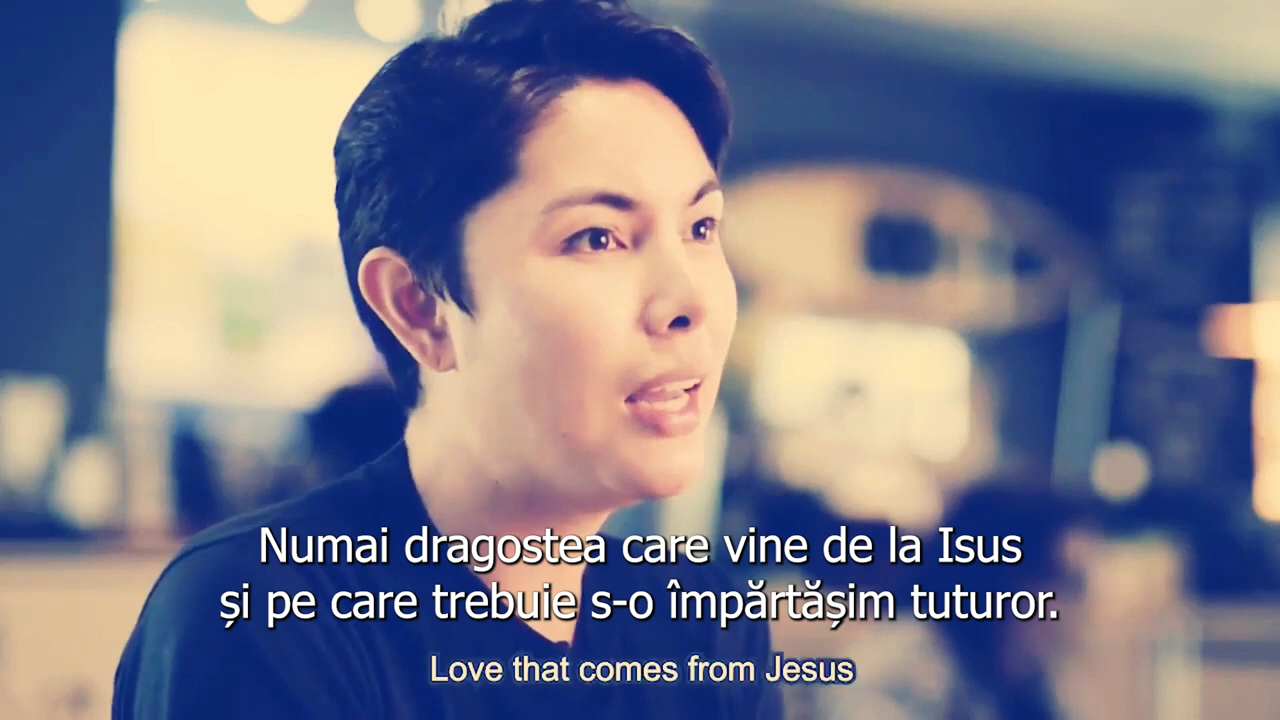 Numai dragostea care vine de la Isus
și pe care trebuie s-o împărtășim tuturor.
Love that comes from Jesus